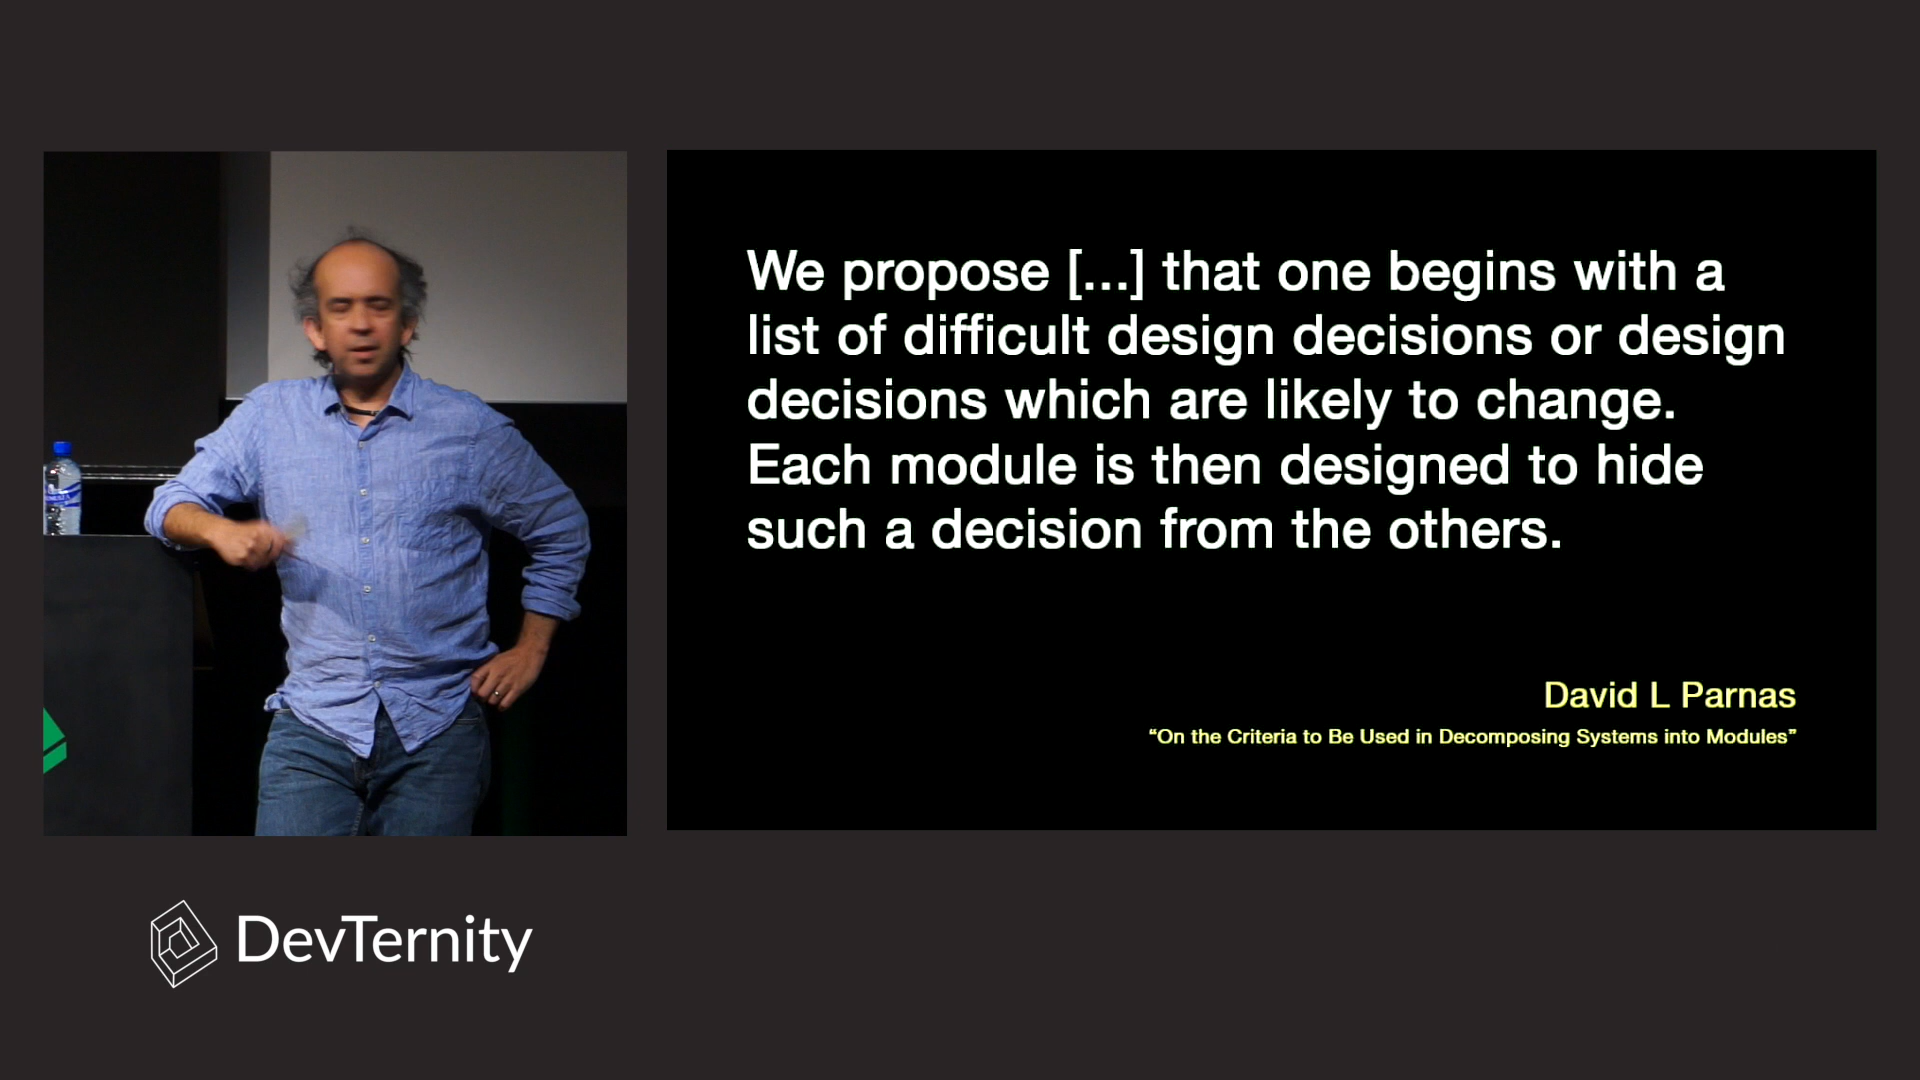 We propose [...] that one begins with a
list of difficult design decisions or design
decisions which are likely to change.
Each module is then designed to hide
such a decision from the others.
David L Parnas
“On the Criteria to Be Used in Decomposing Systems into Modules”
DevTernity